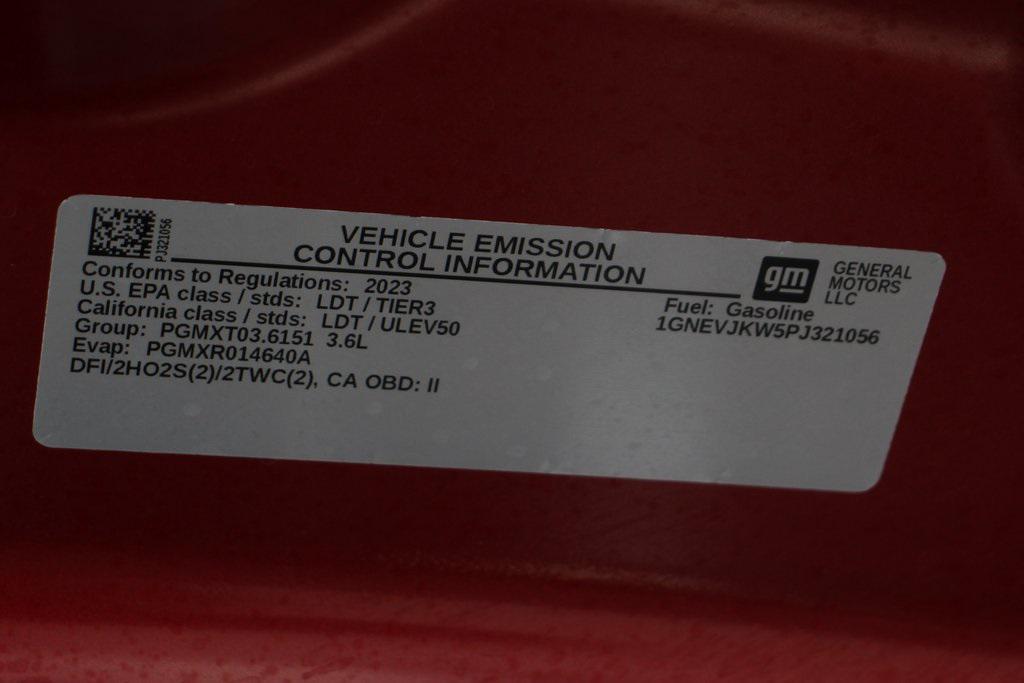 PJ321056
VEHICLE EMISSION
CONTROL INFORMATION
gm
GENERAL
MOTORS
LLC
Conforms to Regulations: 2023
U.S. EPA class / stds: LDT / TIER3
California class / stds: LDT / ULEV50
Group: PGMXT03.6151 3.6L
Evap: PGMXR014640A
DFI/2HO2S(2)/2TWC(2), CA OBD: II
Fuel: Gasoline
1GNEVJKW5PJ321056